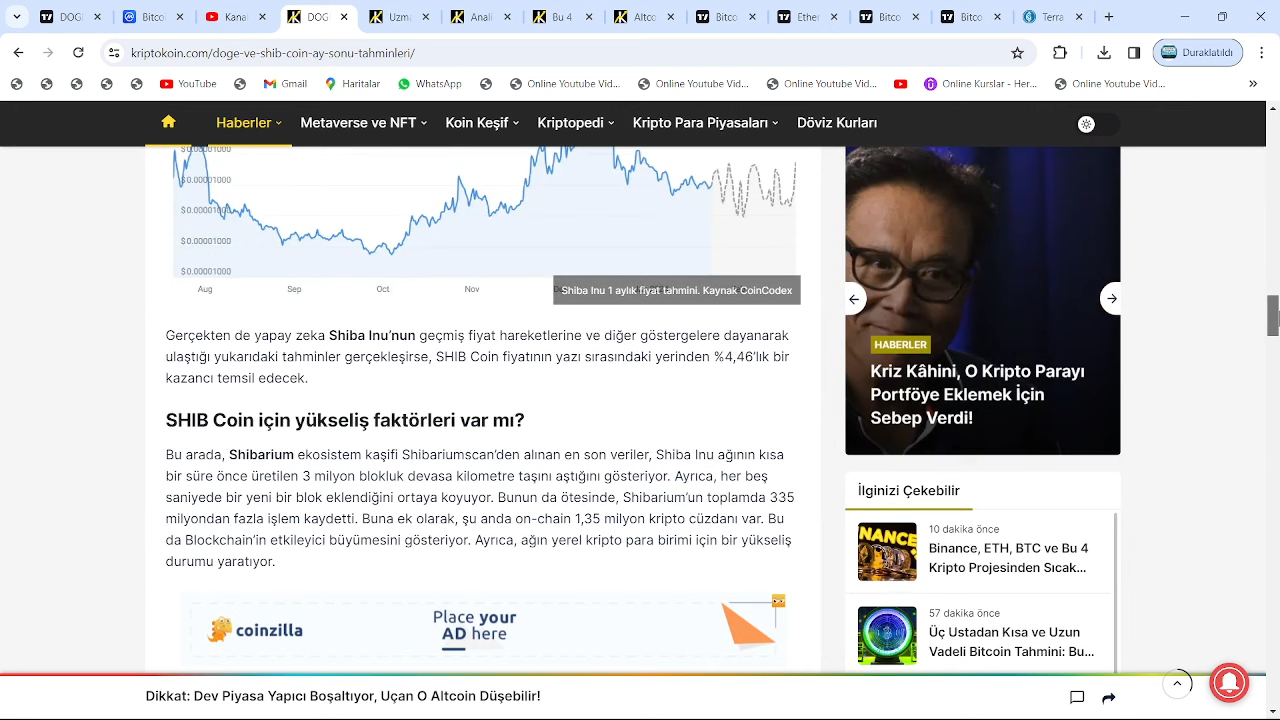 DOG
Bitcoi
DOG
Uzma
Analis
Bu 4
Altco
Bitco
Ether
Bitco
Bitco
Terra
kriptokoin.com/doge-ve-shib-coin-ay-sonu-tahminleri/
Duraklatıldı
YouTube
Gmail
Haritalar
WhatsApp
Online Youtube Vid...
Online Youtube Vid...
Online Youtube Vid...
Online Kurslar - Her...
Online Youtube Vid...
Haberler
Metaverse ve NFT
Koin Keşif
Kriptopedi
Kripto Para Piyasaları
Döviz Kurları
$0.00001000
$0.00001000
$0.00001000
$0.00001000
$0.00001000
Aug
Sep
Oct
Nov
Shiba Inu 1 aylık fiyat tahmini. Kaynak CoinCodex
Gerçekten de yapay zeka Shiba Inu’nun geçmiş fiyat hareketlerine ve diğer göstergelere dayanarak
ulaştığı yukarıdaki tahminler gerçekleşirse, SHIB Coin fiyatının yazı sırasındaki yerinden %4,46’lık bir
kazancı temsil edecek.
SHIB Coin için yükseliş faktörleri var mı?
Bu arada, Shibarium ekosistem kaşifi Shibariumscan’den alınan en son veriler, Shiba Inu ağının kısa
bir süre önce üretilen 3 milyon blokluk devasa kilometre taşını aştığını gösteriyor. Ayrıca, her beş
saniyede bir yeni bir blok eklendiğini ortaya koyuyor. Bunun da ötesinde, Shibarium’un toplamda 335
milyondan fazla işlem kaydetti. Buna ek olarak, şu anda on-chain 1,35 milyon kripto cüzdanı var. Bu
da Blockchain’in etkileyici büyümesini gösteriyor. Ayrıca, ağın yerel kripto para birimi için bir yükseliş
durumu yaratıyor.
coinzilla
Place your
AD here
HABERLER
Kriz Kâhini, O Kripto Parayı
Portföye Eklemek İçin
Sebep Verdi!
İlginizi Çekebilir
NANCE
10 dakika önce
Binance, ETH, BTC ve Bu 4
Kripto Projesinden Sıcak...
57 dakika önce
Üç Ustadan Kısa ve Uzun
Vadeli Bitcoin Tahmini: Bu...
Dikkat: Dev Piyasa Yapıcı Boşaltıyor, Uçan O Altcoin Düşebilir!